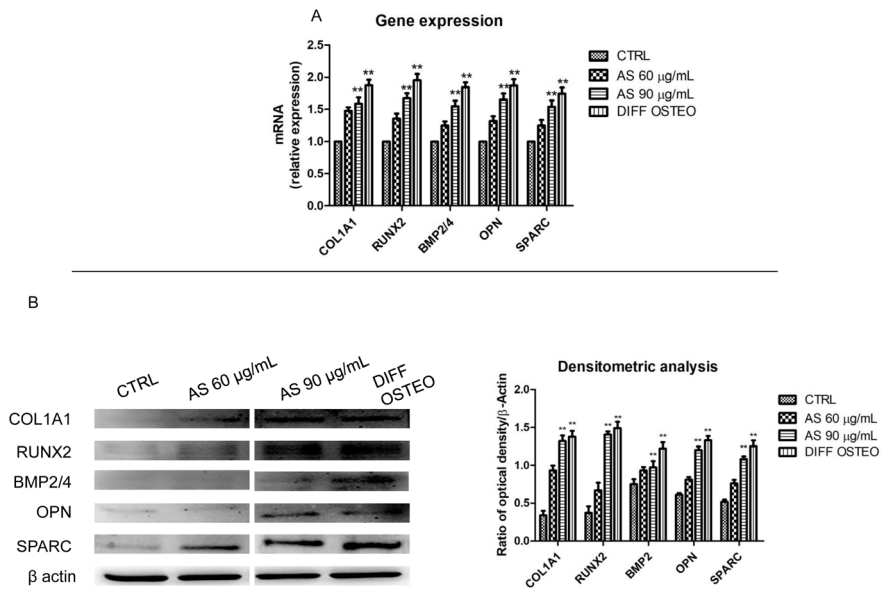 A
Gene expression
mRNA
(relative expression)
2.5
2.0
1.5
1.0
0.5
0.0
** ** ** ** ** ** ** ** ** **
COL1A1 RUNX2 BMP2/4 OPN SPARC
CTRL
AS 60 µg/mL
AS 90 µg/mL
DIFF OSTEO
B
CTRL AS 60 µg/mL AS 90 µg/mL DIFF OSTEO
COL1A1
RUNX2
BMP2/4
OPN
SPARC
β actin
Densitometric analysis
Ratio of optical density/β-Actin
2.0
1.5
1.0
0.5
0.0
** ** ** ** ** ** ** ** ** **
COL1A1 RUNX2 BMP2 OPN SPARC
CTRL
AS 60 µg/mL
AS 90 µg/mL
DIFF OSTEO